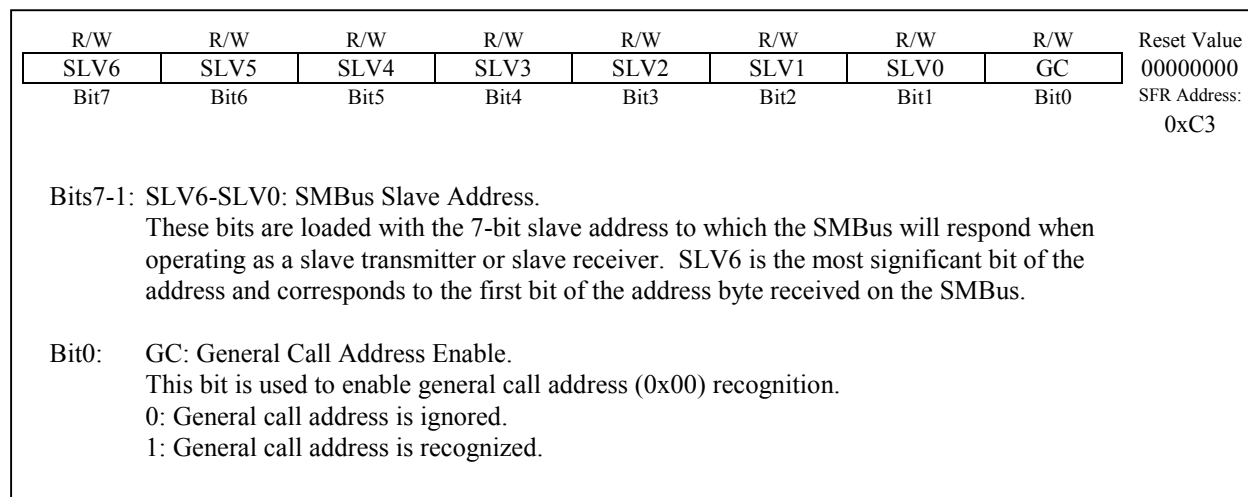 R/W R/W R/W R/W R/W R/W R/W R/W Reset Value
SLV6 SLV5 SLV4 SLV3 SLV2 SLV1 SLV0 GC 00000000
Bit7 Bit6 Bit5 Bit4 Bit3 Bit2 Bit1 Bit0 SFR Address:
0xC3
Bits7-1: SLV6-SLV0: SMBus Slave Address.
These bits are loaded with the 7-bit slave address to which the SMBus will respond when
operating as a slave transmitter or slave receiver. SLV6 is the most significant bit of the
address and corresponds to the first bit of the address byte received on the SMBus.
Bit0: GC: General Call Address Enable.
This bit is used to enable general call address (0x00) recognition.
0: General call address is ignored.
1: General call address is recognized.